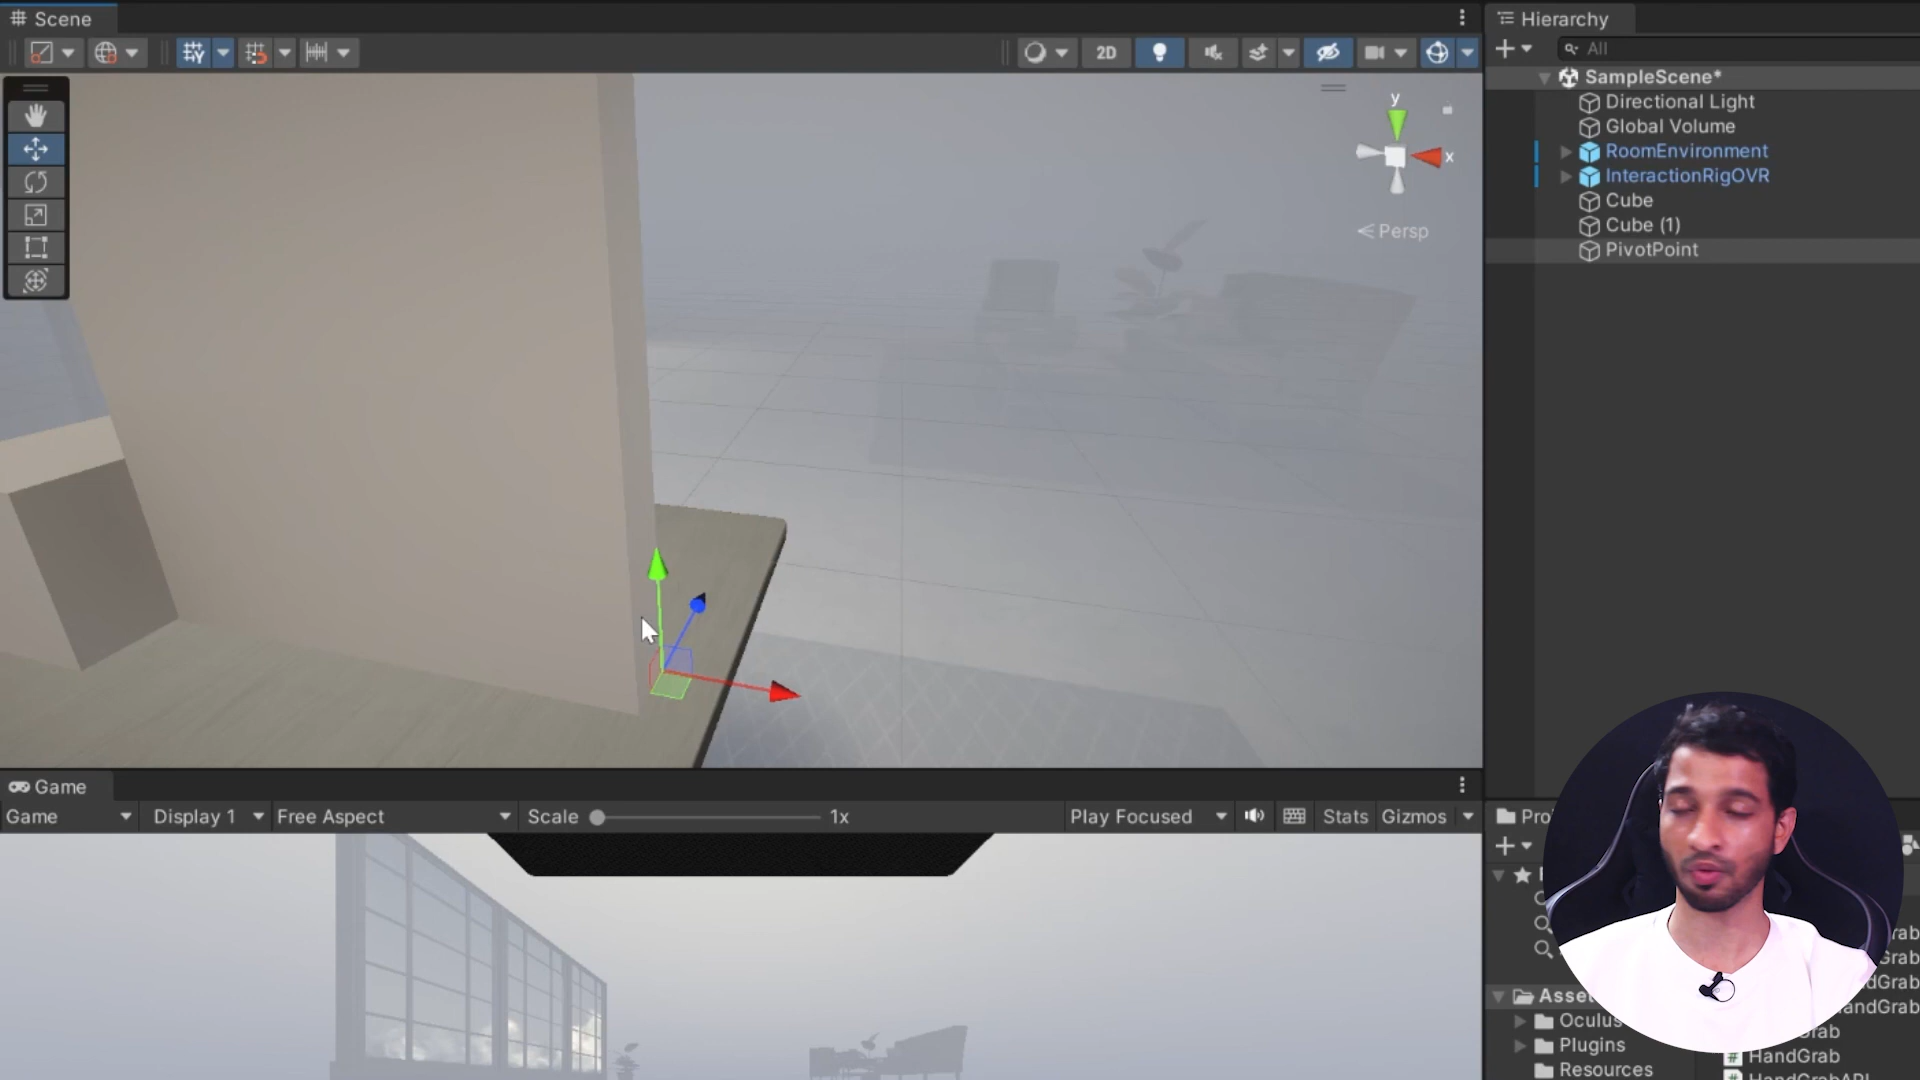 Scene
2D
y
x
Persp
Hierarchy
All
SampleScene*
Directional Light
Global Volume
RoomEnvironment
InteractionRigOVR
Cube
Cube (1)
PivotPoint
Game
Game
Display 1
Free Aspect
Scale
1x
Play Focused
Stats
Gizmos
Pro
Asse
Oculus
Plugins
Resources
rab
Grab
dGrab
andGrab
Grab
HandGrab
HandGrabAPI